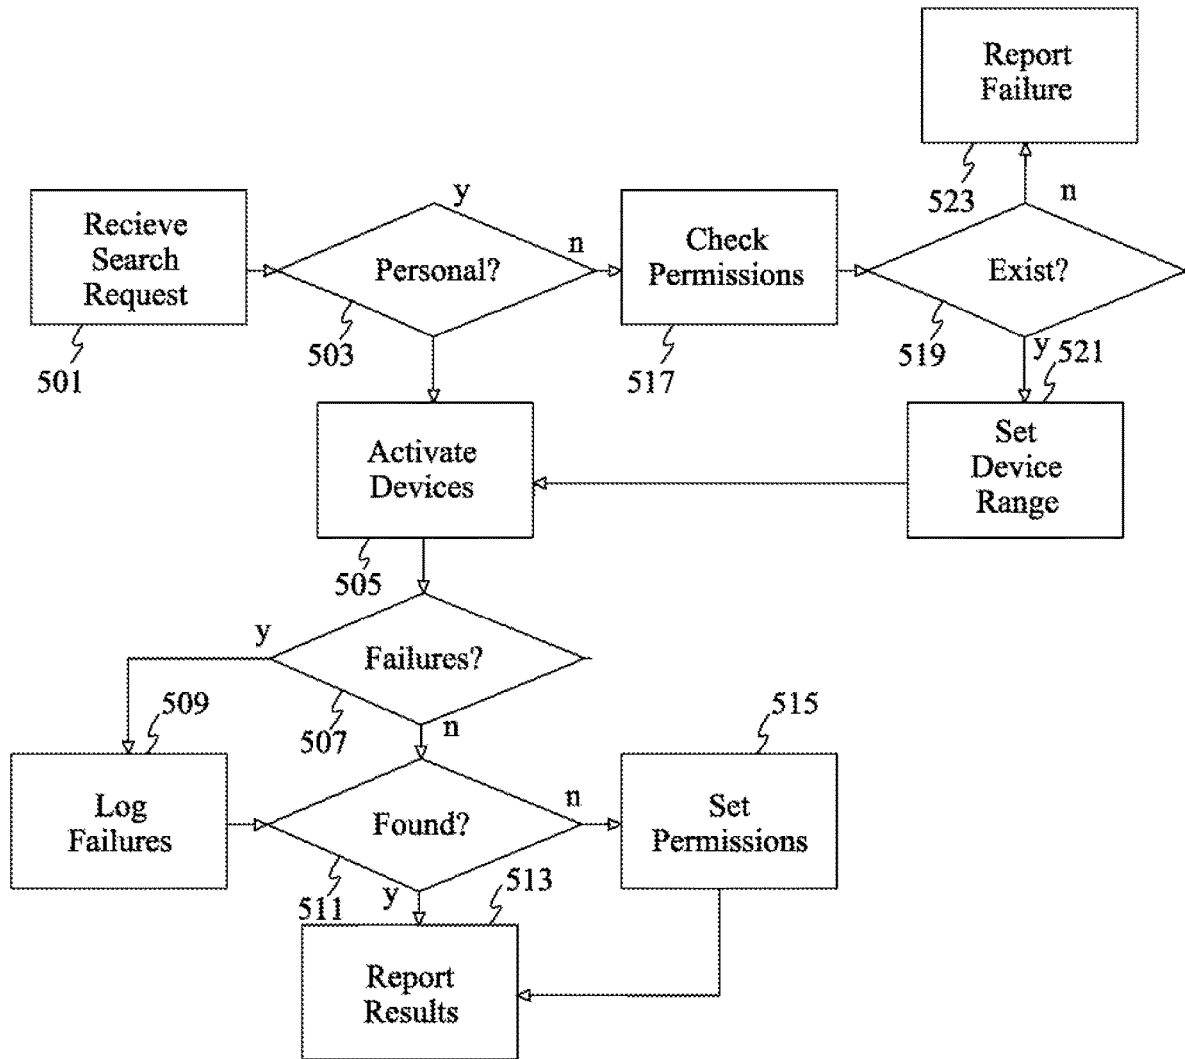 Report
Failure
523
n
y
Recieve
Search
Request
501
Personal?
503
n
Check
Permissions
517
Exist?
519
y
521
Set
Device
Range
Activate
Devices
505
y
Failures?
507
n
509
Log
Failures
Found?
511
n
y
515
Set
Permissions
513
Report
Results